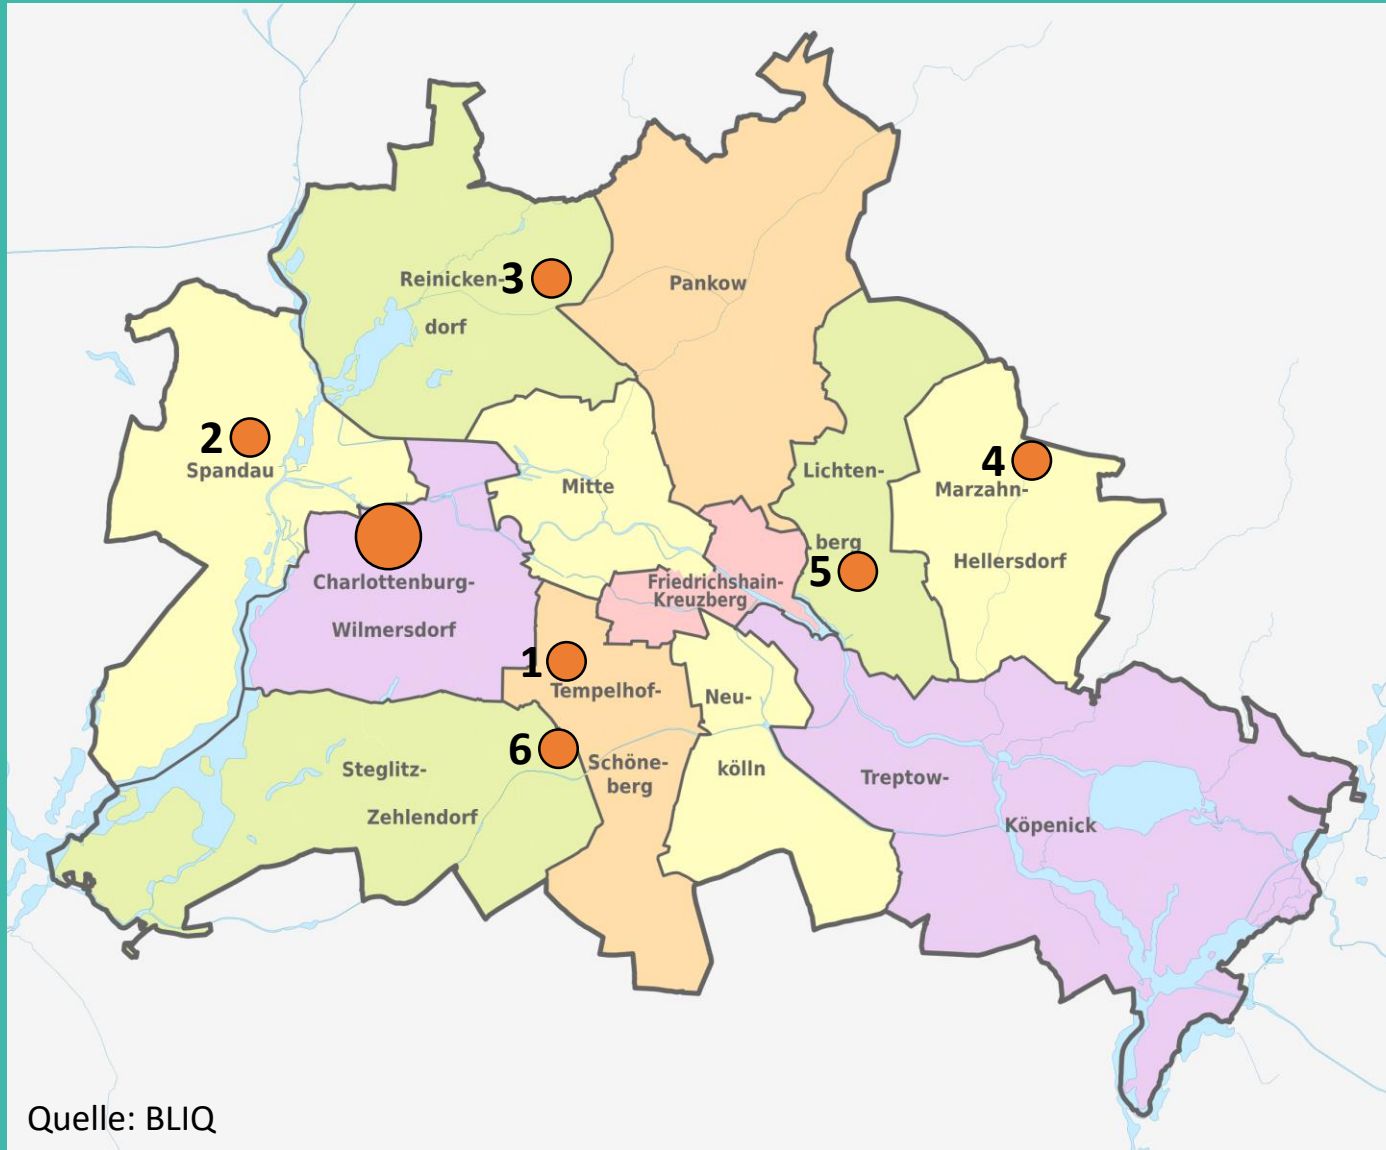 Reinicken-
3
dorf
Pankow
2
Spandau
Mitte
Lichten-
berg
4
Marzahn-
Hellersdorf
5
Charlottenburg-
Wilmersdorf
Friedrichshain-
Kreuzberg
1
Tempelhof-
Schöne-
berg
Neu-
kölln
6
Steglitz-
Zehlendorf
Treptow-
Köpenick
Quelle: BLIQ